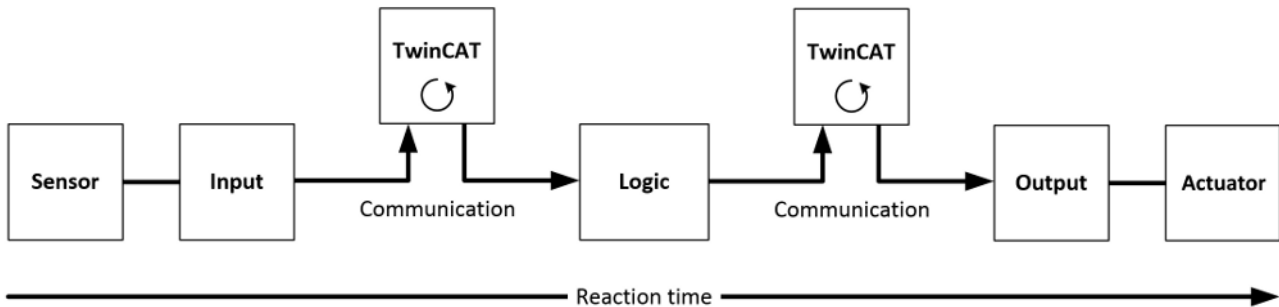 TwinCAT
TwinCAT
Sensor
Input
Communication
Logic
Communication
Output
Actuator
Reaction time